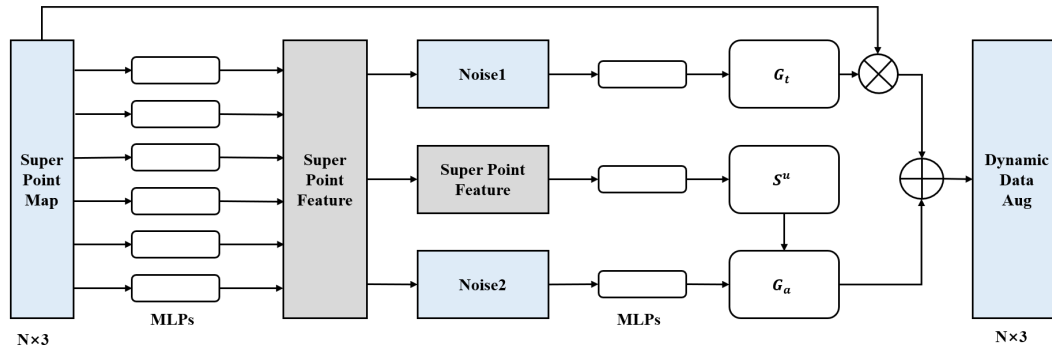 Super
Point
Map
N×3
MLPs
Super
Point
Feature
Noise1
Super Point
Feature
Noise2
MLPs
G_t
S^u
G_a
Dynamic
Data
Aug
N×3